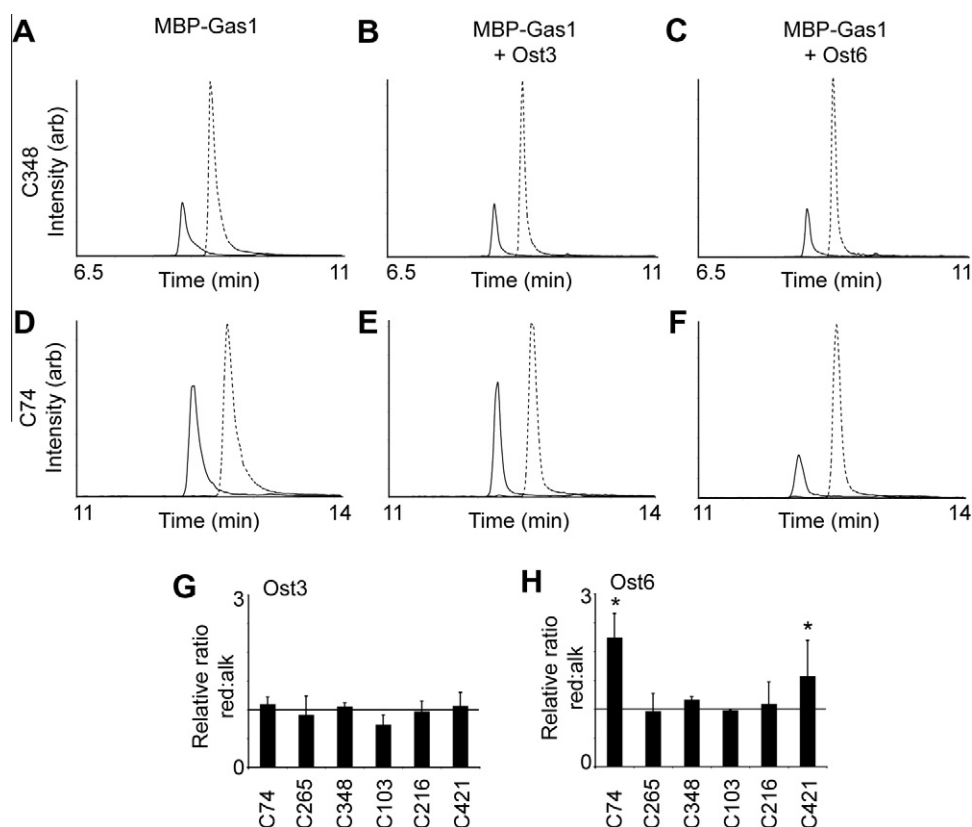 A MBP-Gas1
B MBP-Gas1
+ Ost3
C MBP-Gas1
+ Ost6
C348
Intensity (arb)
6.5 Time (min) 11
6.5 Time (min) 11
6.5 Time (min) 11
D
E
F
C74
Intensity (arb)
11 Time (min) 14
11 Time (min) 14
11 Time (min) 14
G Ost3
3
Relative ratio
red:alk
0
C74 C265 C348 C103 C216 C421
H Ost6
3
* *
Relative ratio
red:alk
0
C74 C265 C348 C103 C216 C421